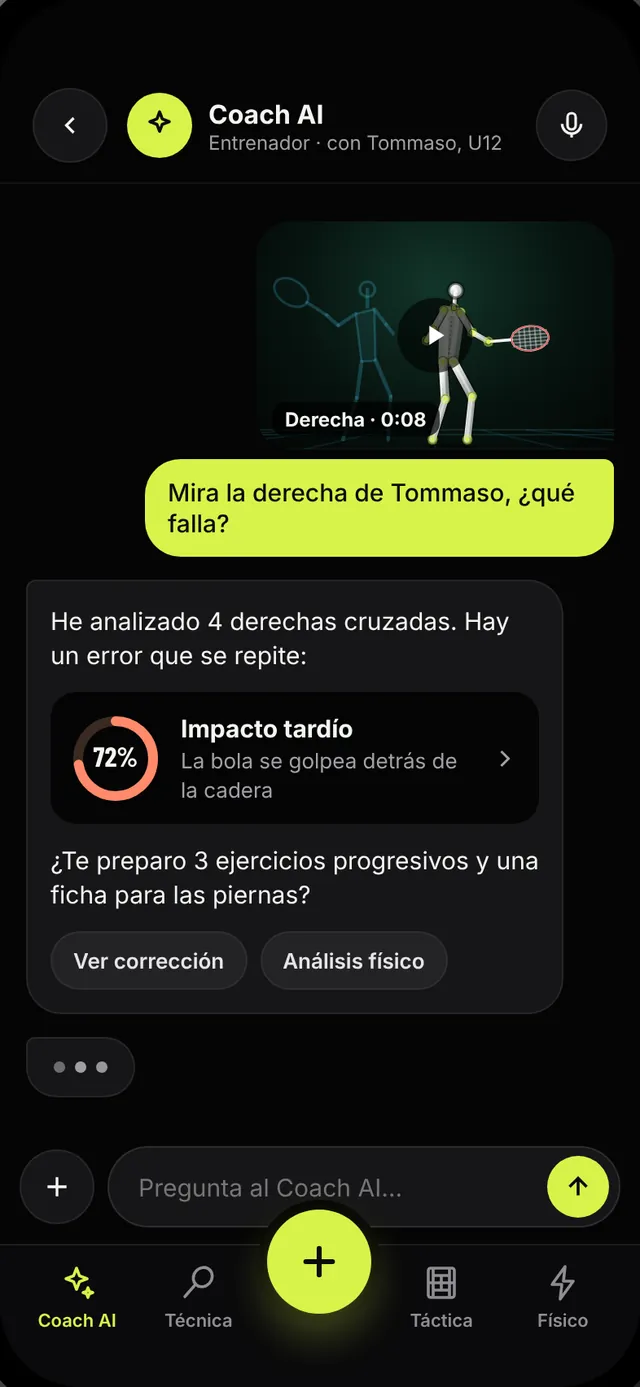 Coach AI
Entrenador · con Tommaso, U12
Derecha · 0:08
Mira la derecha de Tommaso, ¿qué
falla?
He analizado 4 derechas cruzadas. Hay
un error que se repite:
72%
Impacto tardío
La bola se golpea detrás de
la cadera
¿Te preparo 3 ejercicios progresivos y una
ficha para las piernas?
Ver corrección
Análisis físico
Pregunta al Coach AI...
Coach AI
Técnica
Táctica
Físico